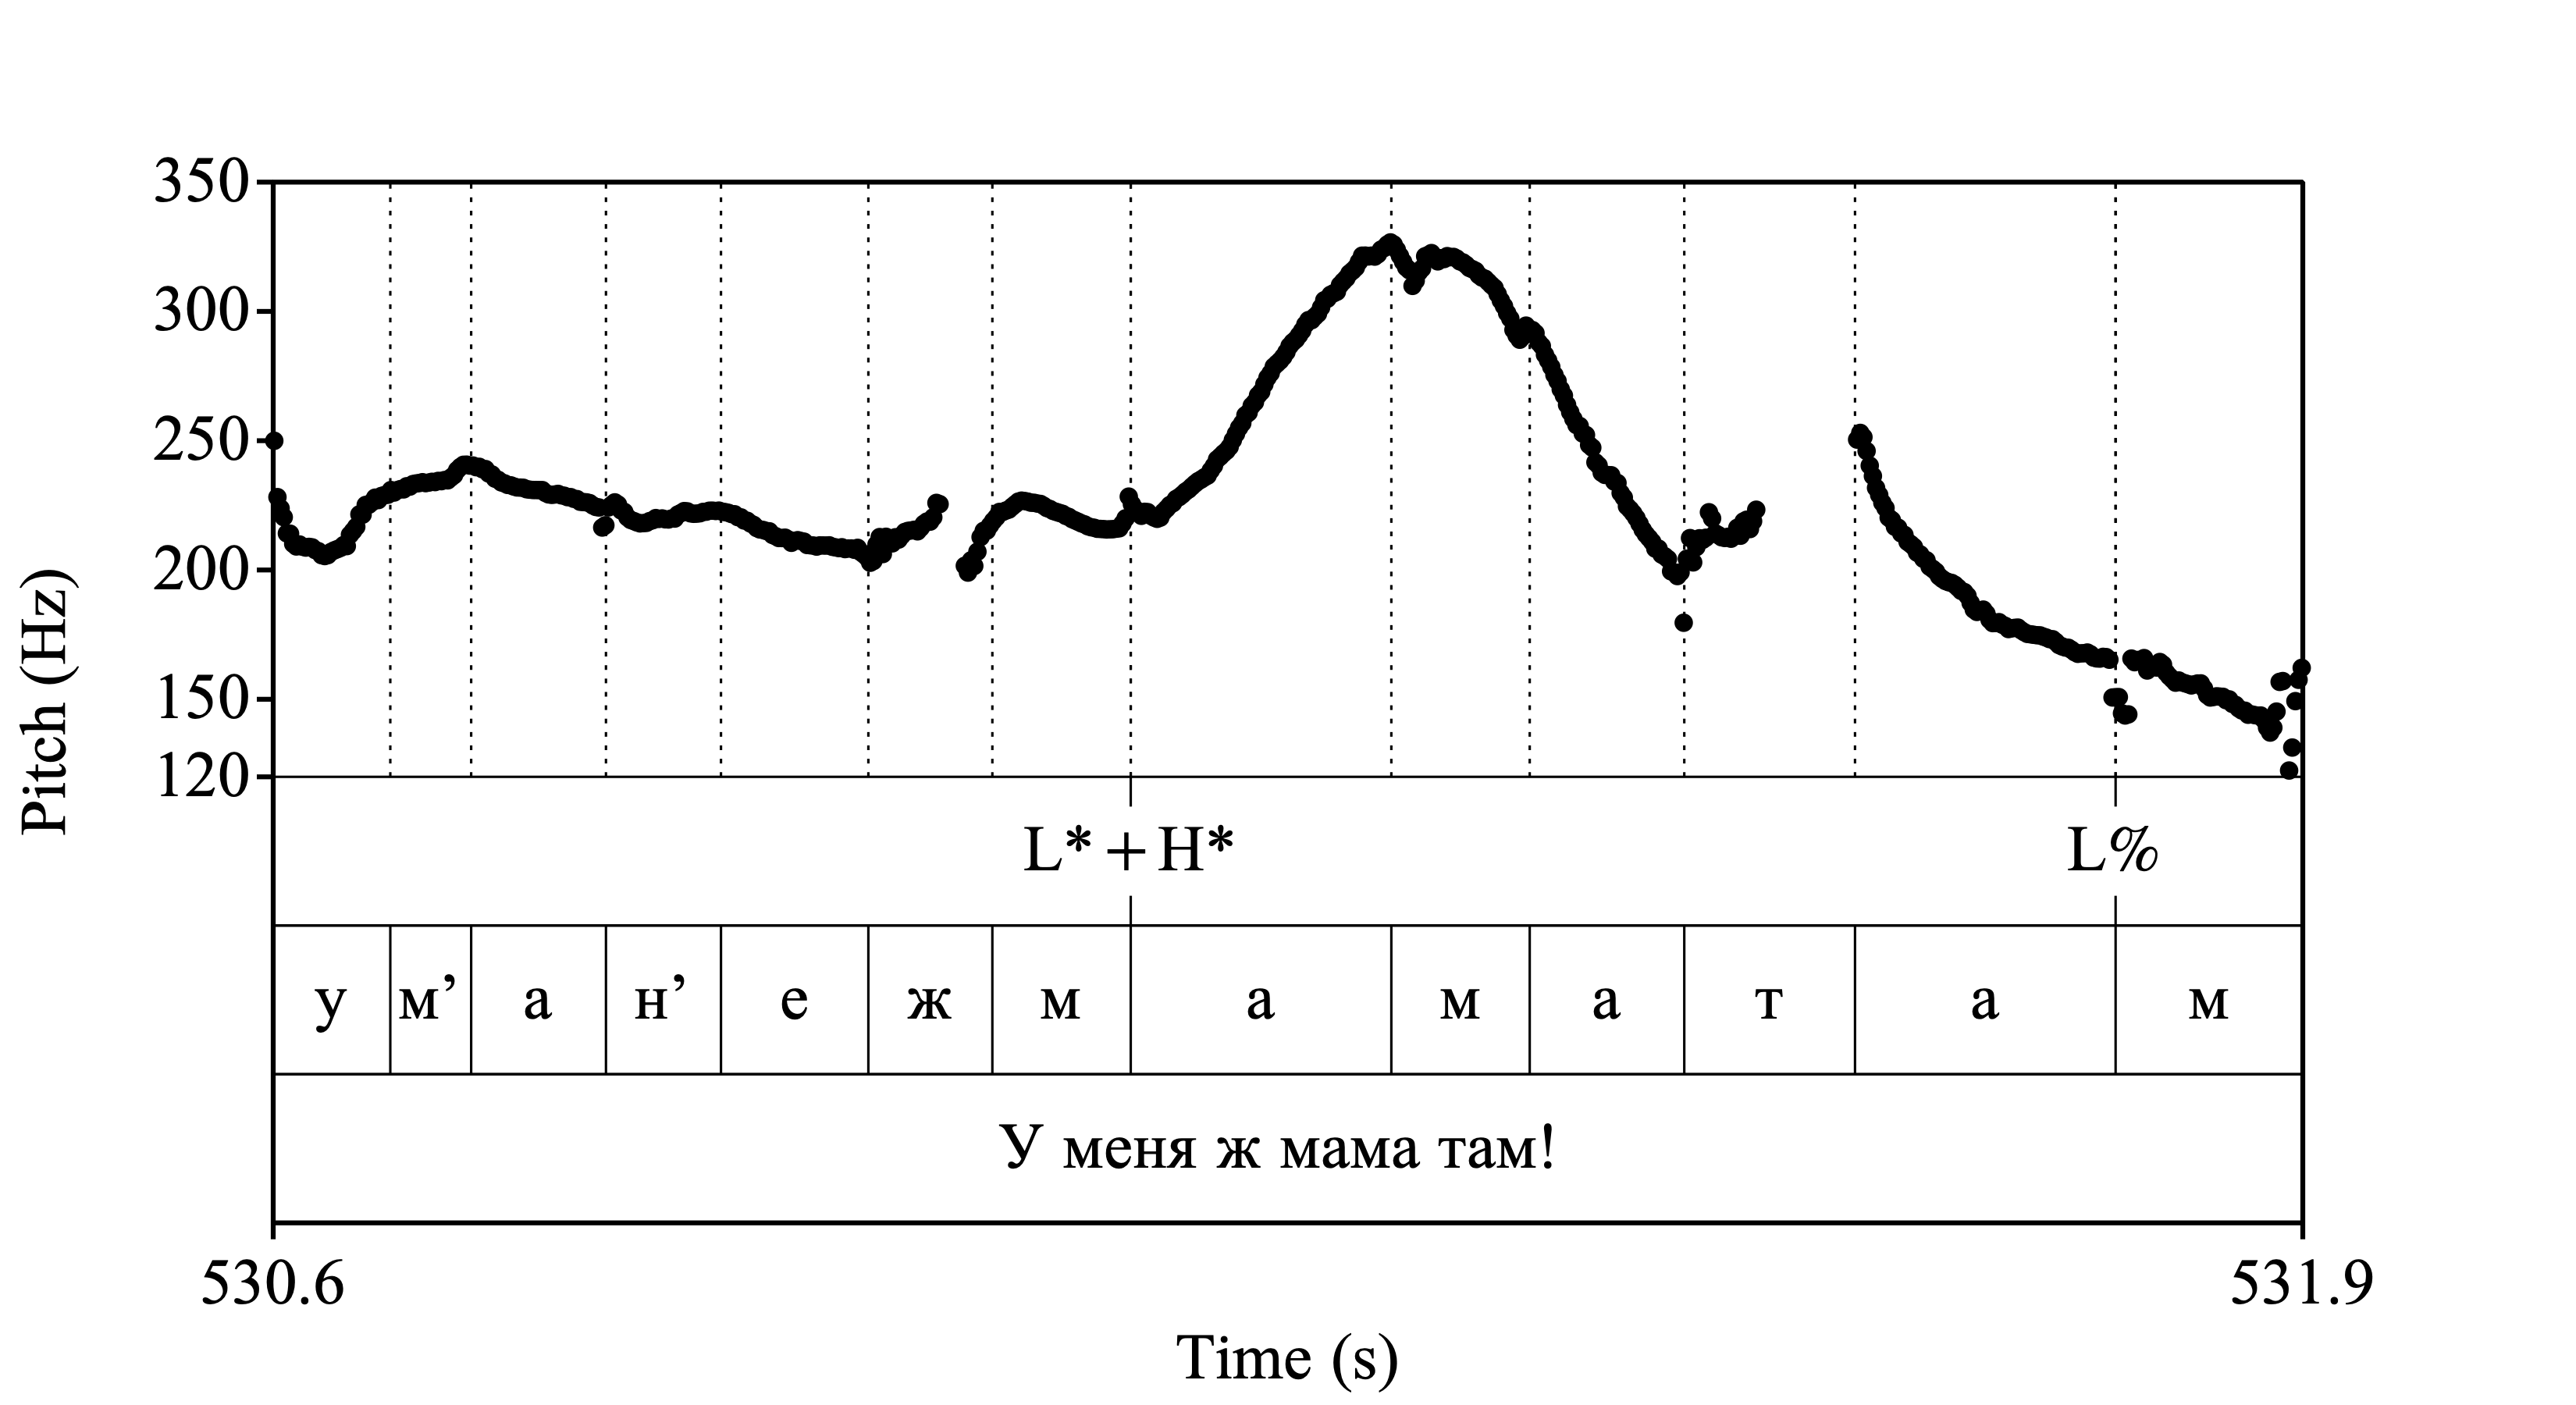 350
300
250
200
150
120
Pitch (Hz)
L*+H* L%
у м’ а н’ е ж м а м а т а м
У меня ж мама там!
530.6 531.9
Time (s)